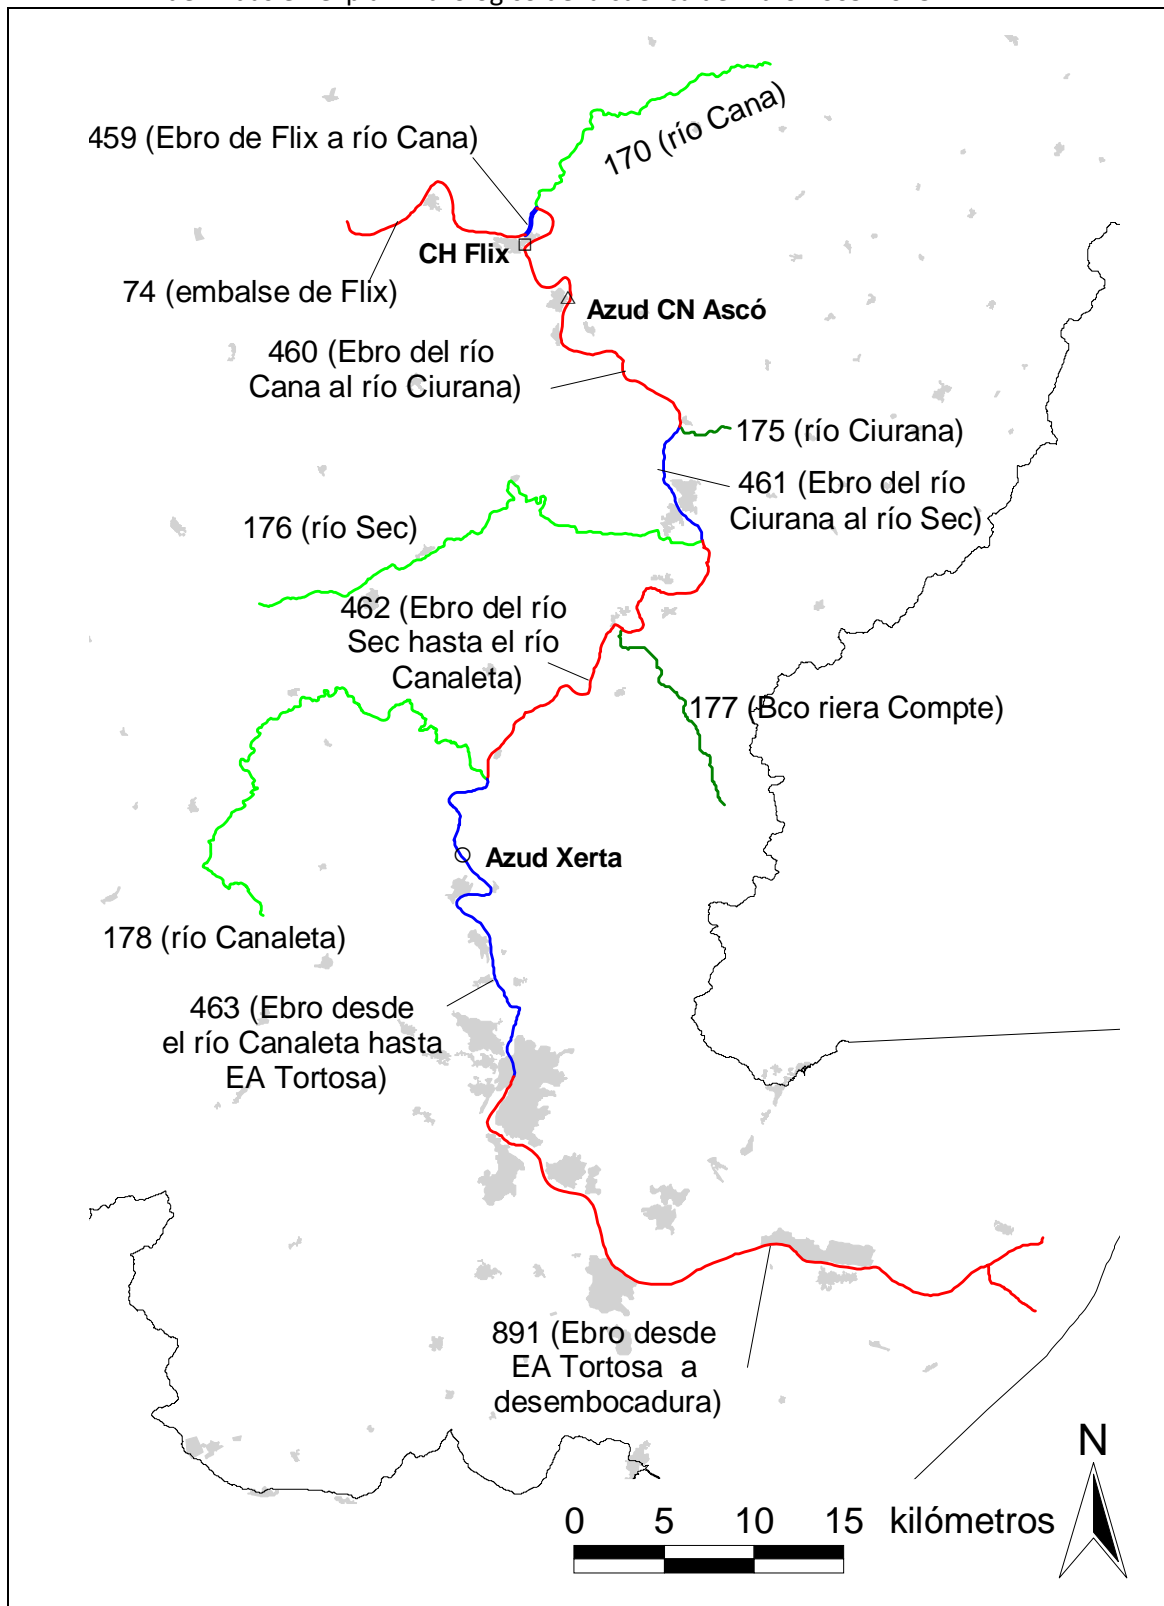 170 (río Cana)
459 (Ebro de Flix a río Cana)
CH Flix
74 (embalse de Flix)
Azud CN Ascó
460 (Ebro del río
Cana al río Ciurana)
175 (río Ciurana)
461 (Ebro del río
Ciurana al río Sec)
176 (río Sec)
462 (Ebro del río
Sec hasta el río
Canaleta)
177 (Bco riera Compte)
Azud Xerta
178 (río Canaleta)
463 (Ebro desde
el río Canaleta hasta
EA Tortosa)
891 (Ebro desde
EA Tortosa a
desembocadura)
N
0 5 10 15 kilómetros